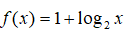 f(x) = 1 + log₂ x